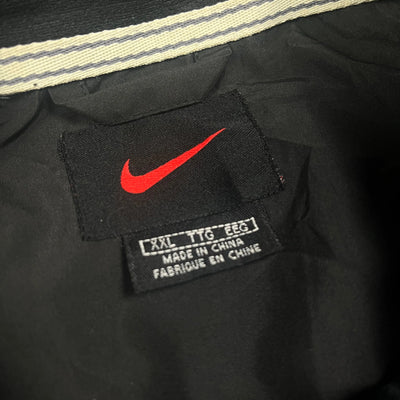 XXL TTG EEG
MADE IN CHINA
FABRIQUE EN CHINE